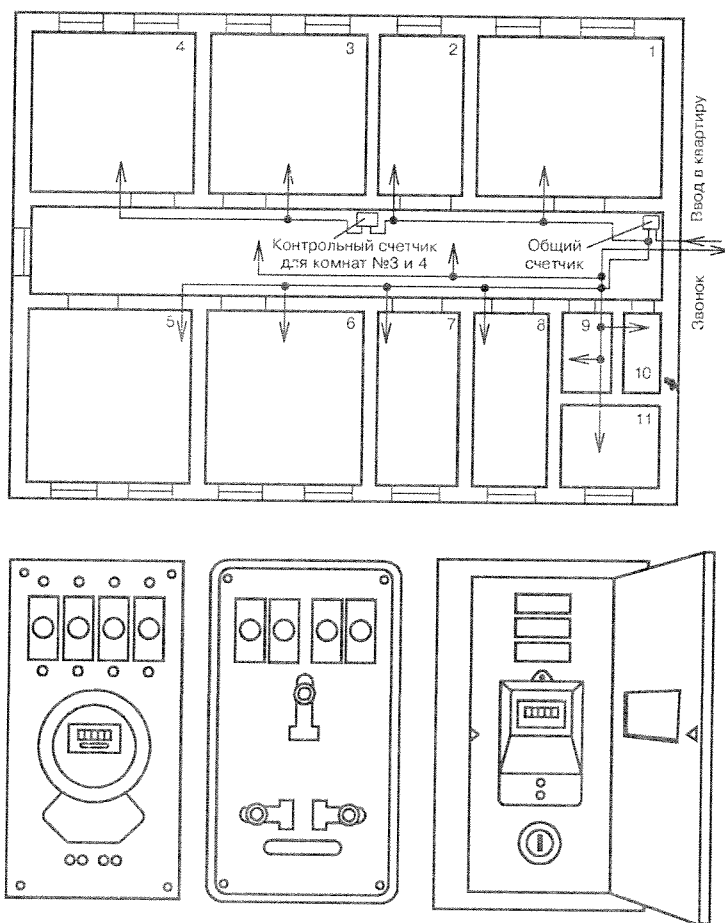 4
3
2
1
Ввод в квартиру
Контрольный счетчик
для комнат №3 и 4
Общий
счетчик
Звонок
5
6
7
8
9
10
11